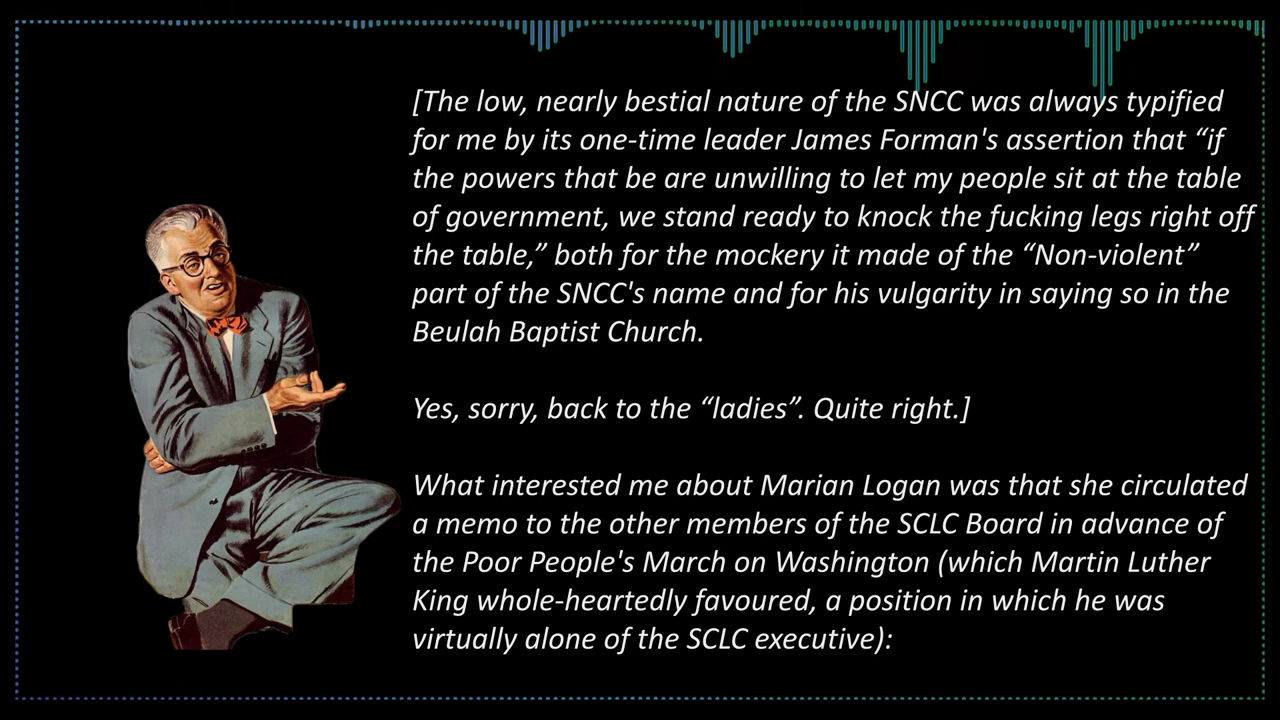 [The low, nearly bestial nature of the SNCC was always typified
for me by its one-time leader James Forman's assertion that “if
the powers that be are unwilling to let my people sit at the table
of government, we stand ready to knock the fucking legs right off
the table,” both for the mockery it made of the “Non-violent”
part of the SNCC's name and for his vulgarity in saying so in the
Beulah Baptist Church.
Yes, sorry, back to the “ladies”. Quite right.]
What interested me about Marian Logan was that she circulated
a memo to the other members of the SCLC Board in advance of
the Poor People's March on Washington (which Martin Luther
King whole-heartedly favoured, a position in which he was
virtually alone of the SCLC executive):